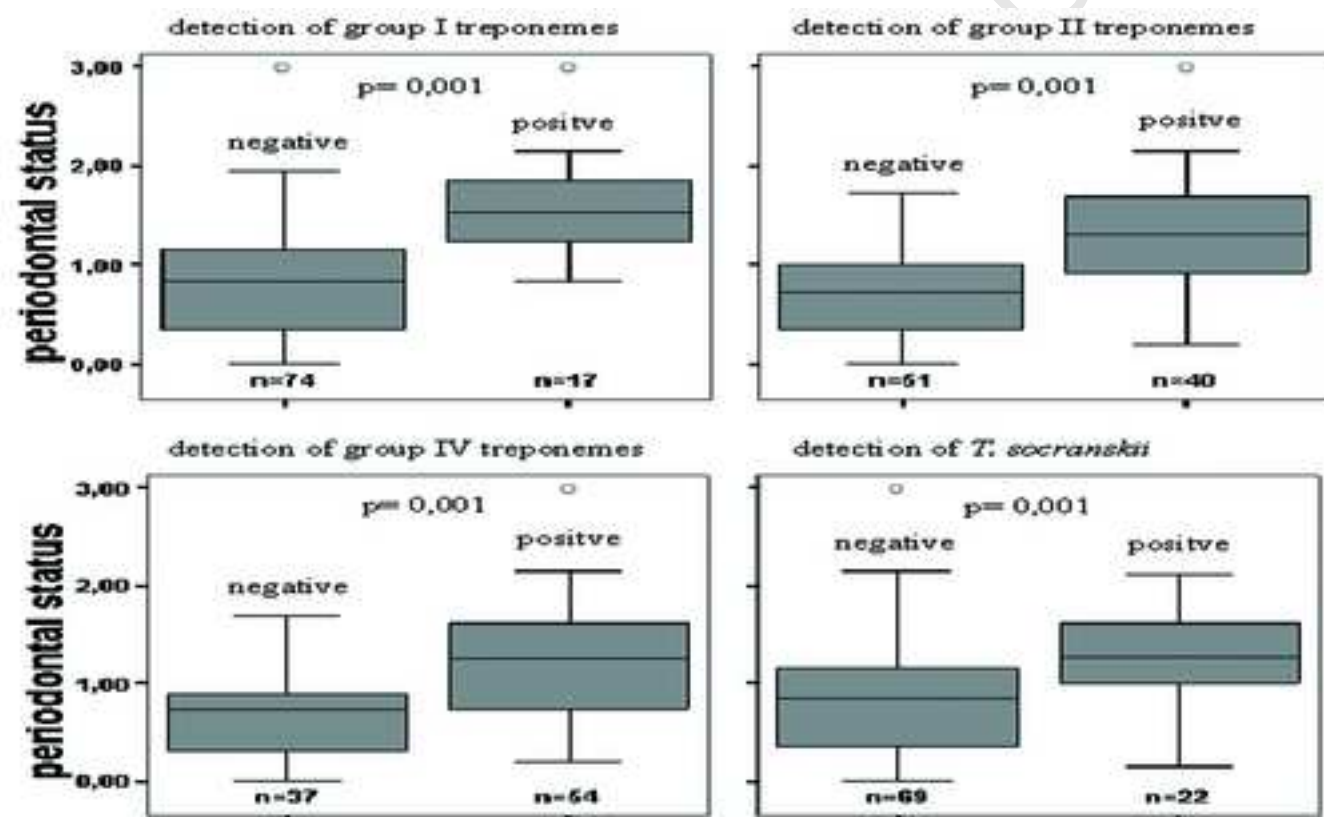 detection of group I treponemes
detection of group II treponemes
periodontal status
3,00
2,00
1,00
0,00
p= 0,001
negative
positve
n=74
n=17
p= 0,001
negative
positve
n=51
n=40
detection of group IV treponemes
detection of T. socranskii
periodontal status
3,00
2,00
1,00
0,00
p= 0,001
negative
positve
n=37
n=54
p= 0,001
negative
positve
n=69
n=22